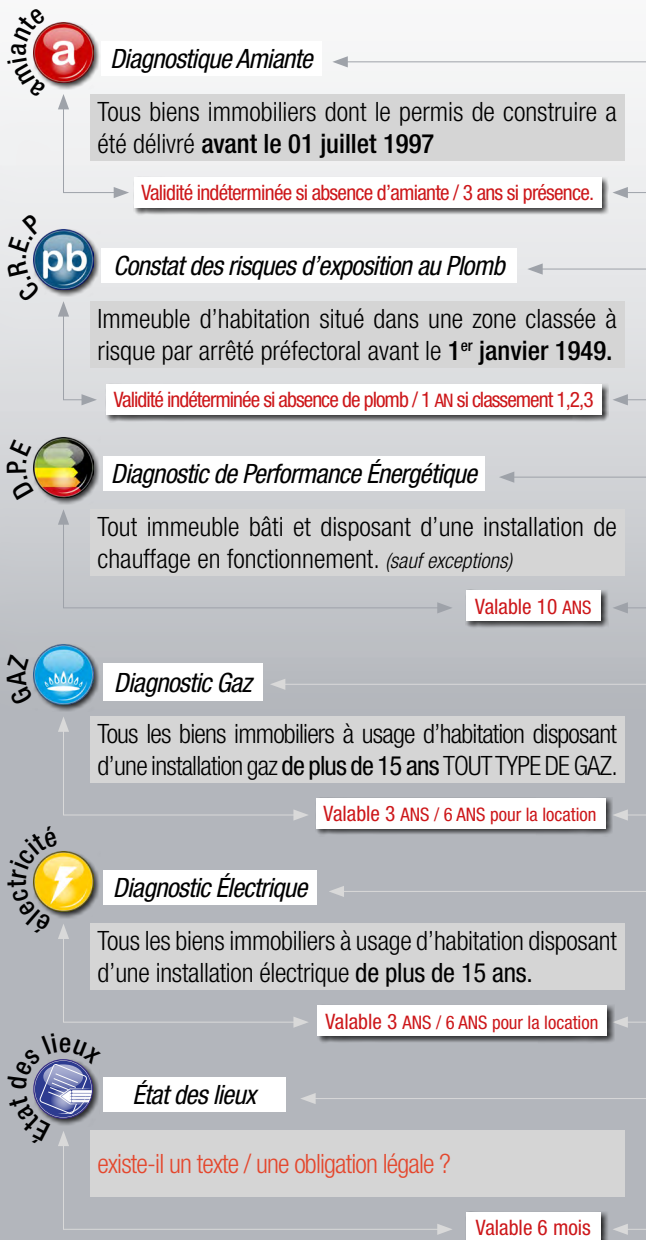 amiante
a
Diagnostique Amiante
Tous biens immobiliers dont le permis de construire a
été délivré avant le 01 juillet 1997
Validité indéterminée si absence d'amiante / 3 ans si présence.
C.R.E.P
pb
Constat des risques d'exposition au Plomb
Immeuble d'habitation situé dans une zone classée à
risque par arrêté préfectoral avant le 1er janvier 1949.
Validité indéterminée si absence de plomb / 1 AN si classement 1,2,3
D.P.E
Diagnostic de Performance Énergétique
Tout immeuble bâti et disposant d'une installation de
chauffage en fonctionnement. (sauf exceptions)
Valable 10 ANS
GAZ
Diagnostic Gaz
Tous les biens immobiliers à usage d'habitation disposant
d'une installation gaz de plus de 15 ans TOUT TYPE DE GAZ.
Valable 3 ANS / 6 ANS pour la location
électricité
Diagnostic Électrique
Tous les biens immobiliers à usage d'habitation disposant
d'une installation électrique de plus de 15 ans.
Valable 3 ANS / 6 ANS pour la location
État des lieux
État des lieux
existe-il un texte / une obligation légale ?
Valable 6 mois